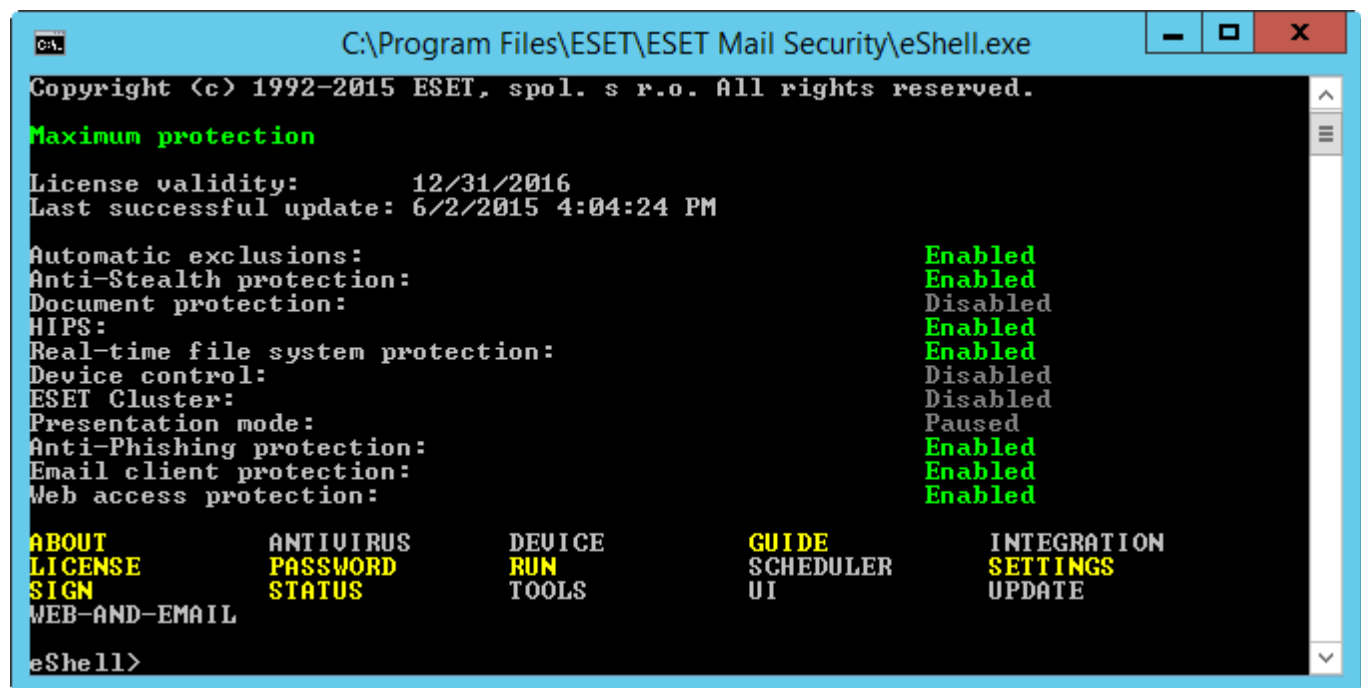 C:\Program Files\ESET\ESET Mail Security\eShell.exe
Copyright (c) 1992-2015 ESET, spol. s r.o. All rights reserved.
Maximum protection
License validity: 12/31/2016
Last successful update: 6/2/2015 4:04:24 PM
Automatic exclusions: Enabled
Anti-Stealth protection: Enabled
Document protection: Disabled
HIPS: Enabled
Real-time file system protection: Enabled
Device control: Disabled
ESET Cluster: Disabled
Presentation mode: Paused
Anti-Phishing protection: Enabled
Email client protection: Enabled
Web access protection: Enabled
ABOUT ANTIVIRUS DEVICE GUIDE INTEGRATION
LICENSE PASSWORD RUN SCHEDULER SETTINGS
SIGN STATUS TOOLS UI UPDATE
WEB-AND-EMAIL
eShell>